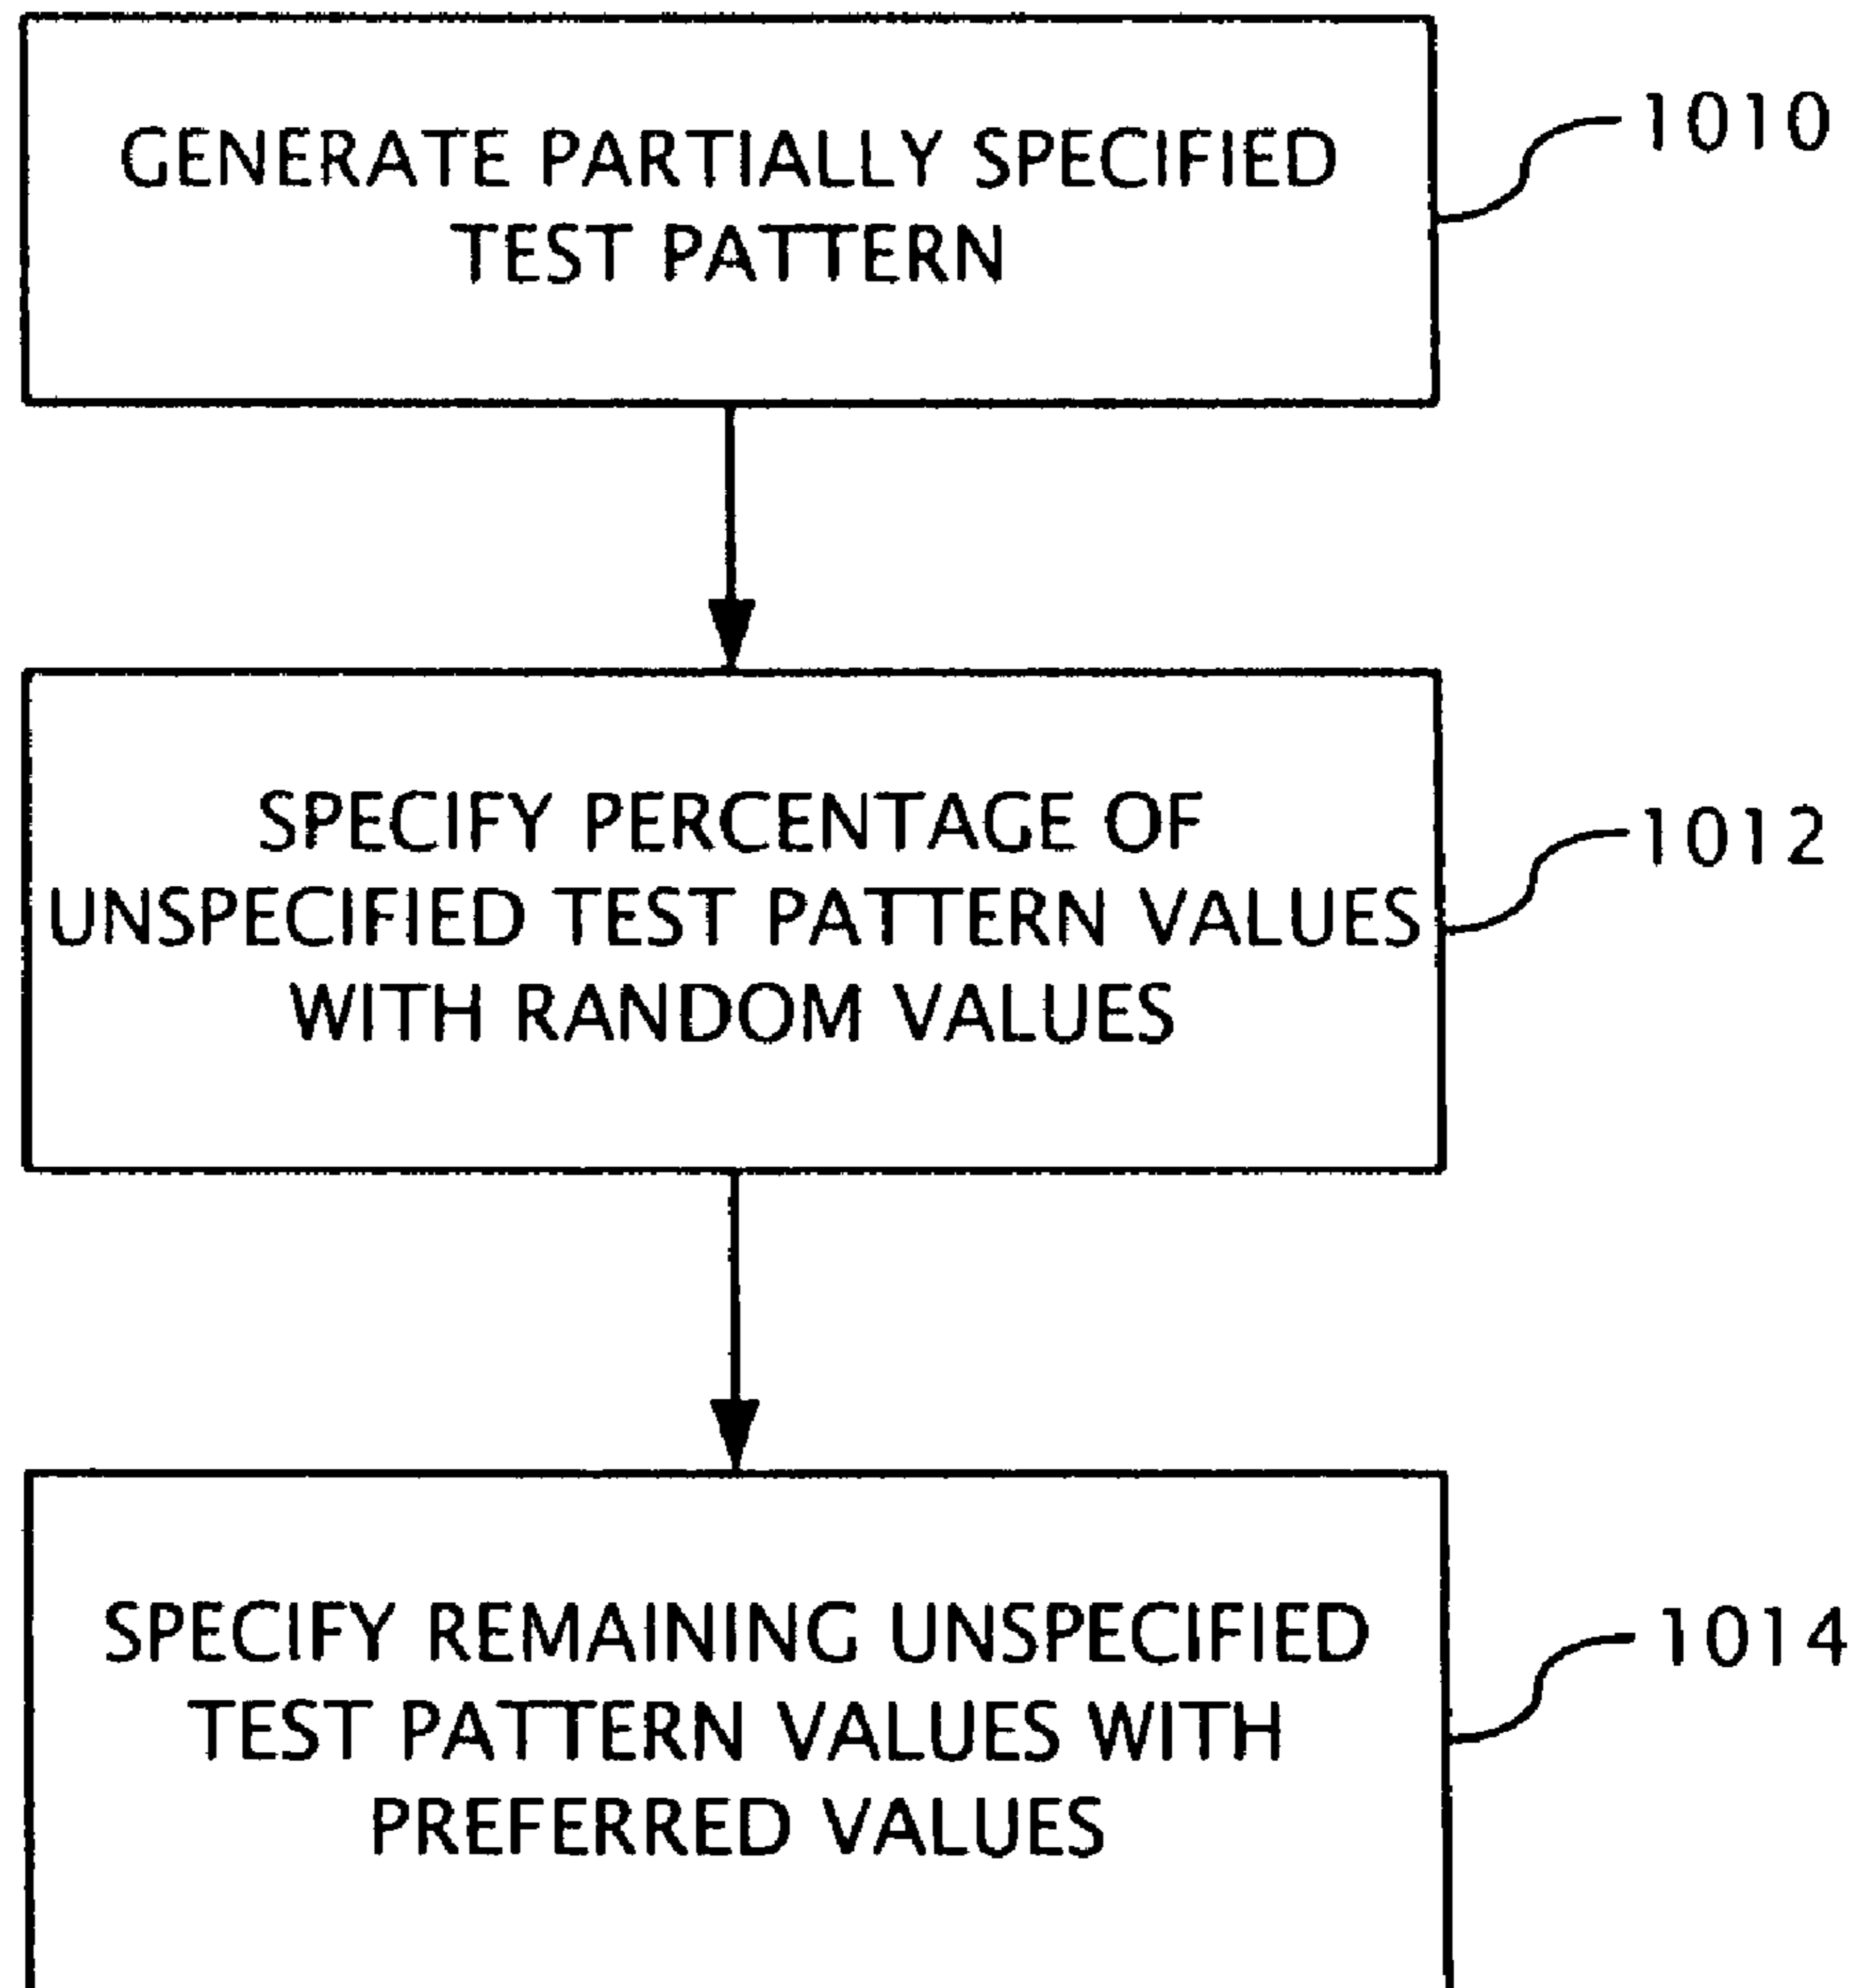 GENERATE PARTIALLY SPECIFIED
TEST PATTERN
1010
SPECIFY PERCENTAGE OF
UNSPECIFIED TEST PATTERN VALUES
WITH RANDOM VALUES
1012
SPECIFY REMAINING UNSPECIFIED
TEST PATTERN VALUES WITH
PREFERRED VALUES
1014